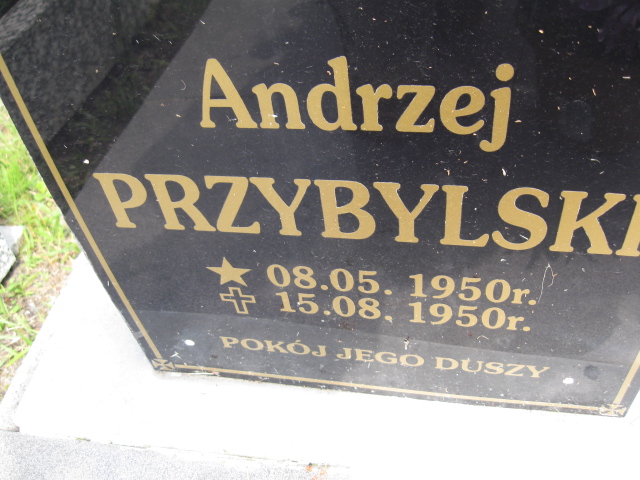 Andrzej
PRZYBYLSKI
08.05. 1950r.
15.08. 1950r.
POKÓJ JEGO DUSZY